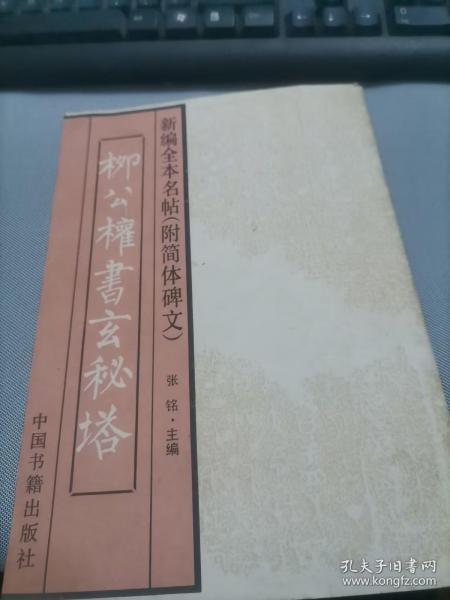 新编全本名帖(附简体碑文)
柳公權書玄秘塔
张铭·主编
中国书籍出版社
孔夫子旧书网
www.kongfz.com